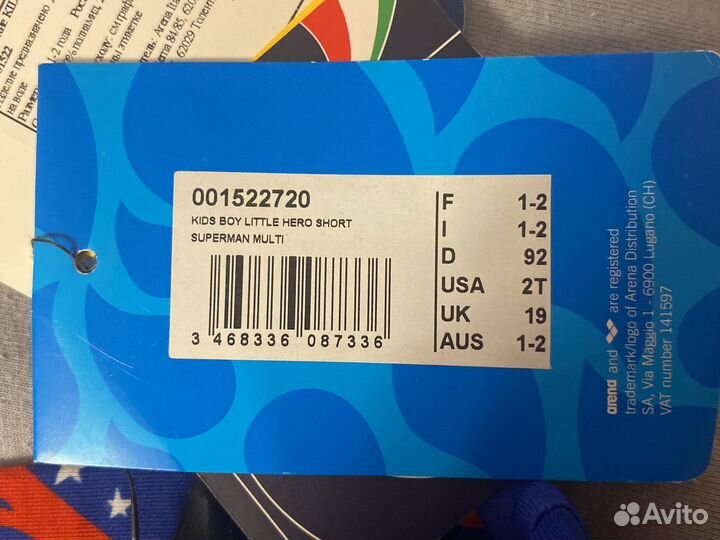 001522720
KIDS BOY LITTLE HERO SHORT
SUPERMAN MULTI
3 468336 087336
F 1-2
I 1-2
D 92
USA 2T
UK 19
AUS 1-2
arena and are registered
trademark/logo of Arena Distribution
SA, Via Maggio 1 - 6900 Lugano (CH)
VAT number 141597
Avito